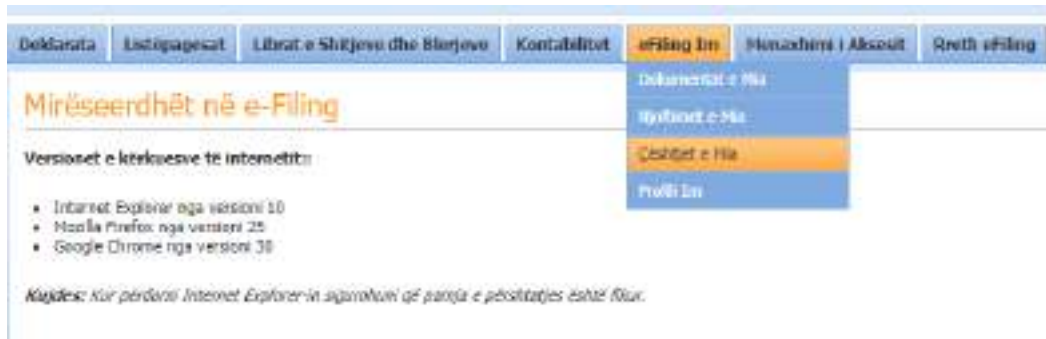 Deklarata Listëpagesat Librat e Shitjeve dhe Blerjeve Kontabilitet eFiling Im Menaxhimi i Aksesit Rreth eFiling
Dokumentat e Mia
Njoftimet e Mia
Çështjet e Mia
Profili Im
Mirëseerdhët në e-Filing
Versionet e kërkuesve të internetit::
• Internet Explorer nga versioni 10
• Mozilla Firefox nga versioni 25
• Google Chrome nga versioni 30
Kujdes: Kur përdorni Internet Explorer-in sigurohuni që pamja e përshtatjes është fikur.